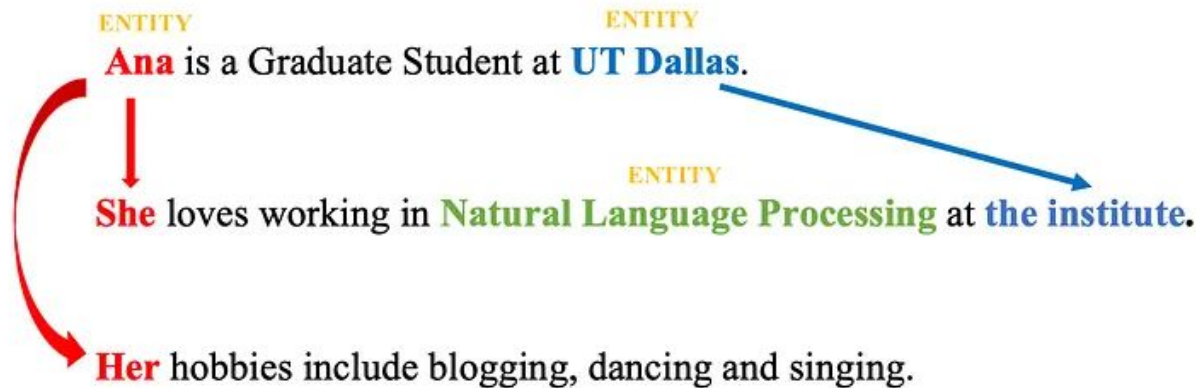 ENTITY ENTITY
Ana is a Graduate Student at UT Dallas.
ENTITY
She loves working in Natural Language Processing at the institute.
Her hobbies include blogging, dancing and singing.